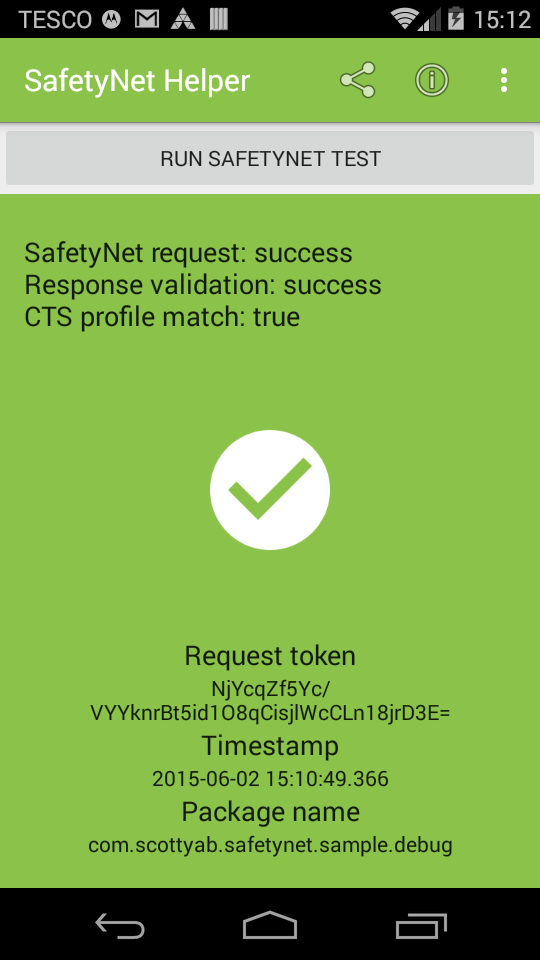 TESCO 15:12
SafetyNet Helper
RUN SAFETYNET TEST
SafetyNet request: success
Response validation: success
CTS profile match: true
Request token
NjYcqZf5Yc/
VYYknrBt5id1O8qCisjlWcCLn18jrD3E=
Timestamp
2015-06-02 15:10:49.366
Package name
com.scottyab.safetynet.sample.debug